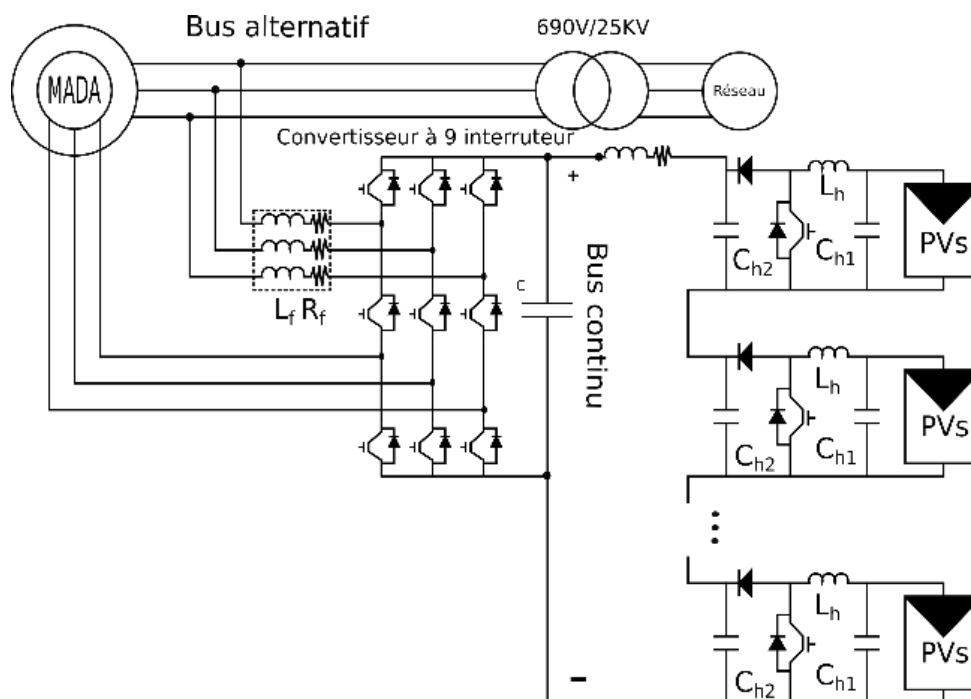 Bus alternatif
690V/25KV
MADA
Réseau
Convertisseur à 9 interruteur
+
Lf Rf
C
Bus continu
Lh
Ch2
Ch1
PVs
Lh
Ch2
Ch1
PVs
Lh
Ch2
Ch1
PVs
-